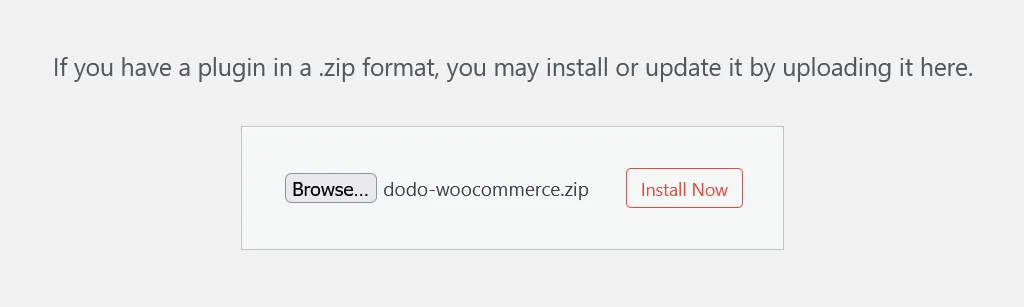 If you have a plugin in a .zip format, you may install or update it by uploading it here.
Browse... dodo-woocommerce.zip Install Now